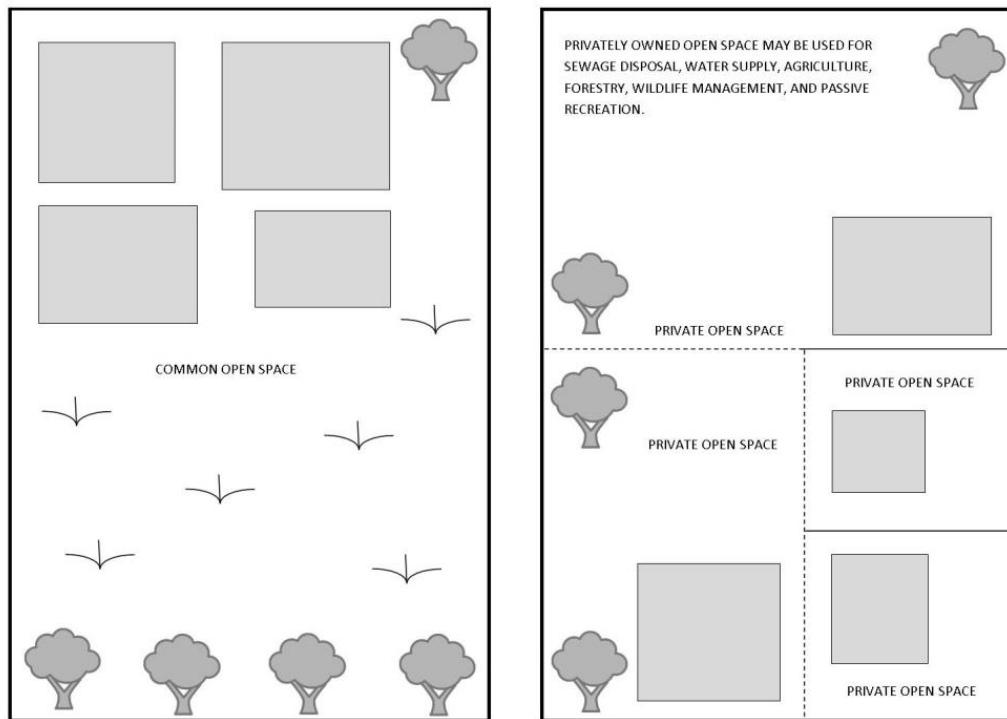 COMMON OPEN SPACE
PRIVATELY OWNED OPEN SPACE MAY BE USED FOR
SEWAGE DISPOSAL, WATER SUPPLY, AGRICULTURE,
FORESTRY, WILDLIFE MANAGEMENT, AND PASSIVE
RECREATION.
PRIVATE OPEN SPACE
PRIVATE OPEN SPACE
PRIVATE OPEN SPACE
PRIVATE OPEN SPACE